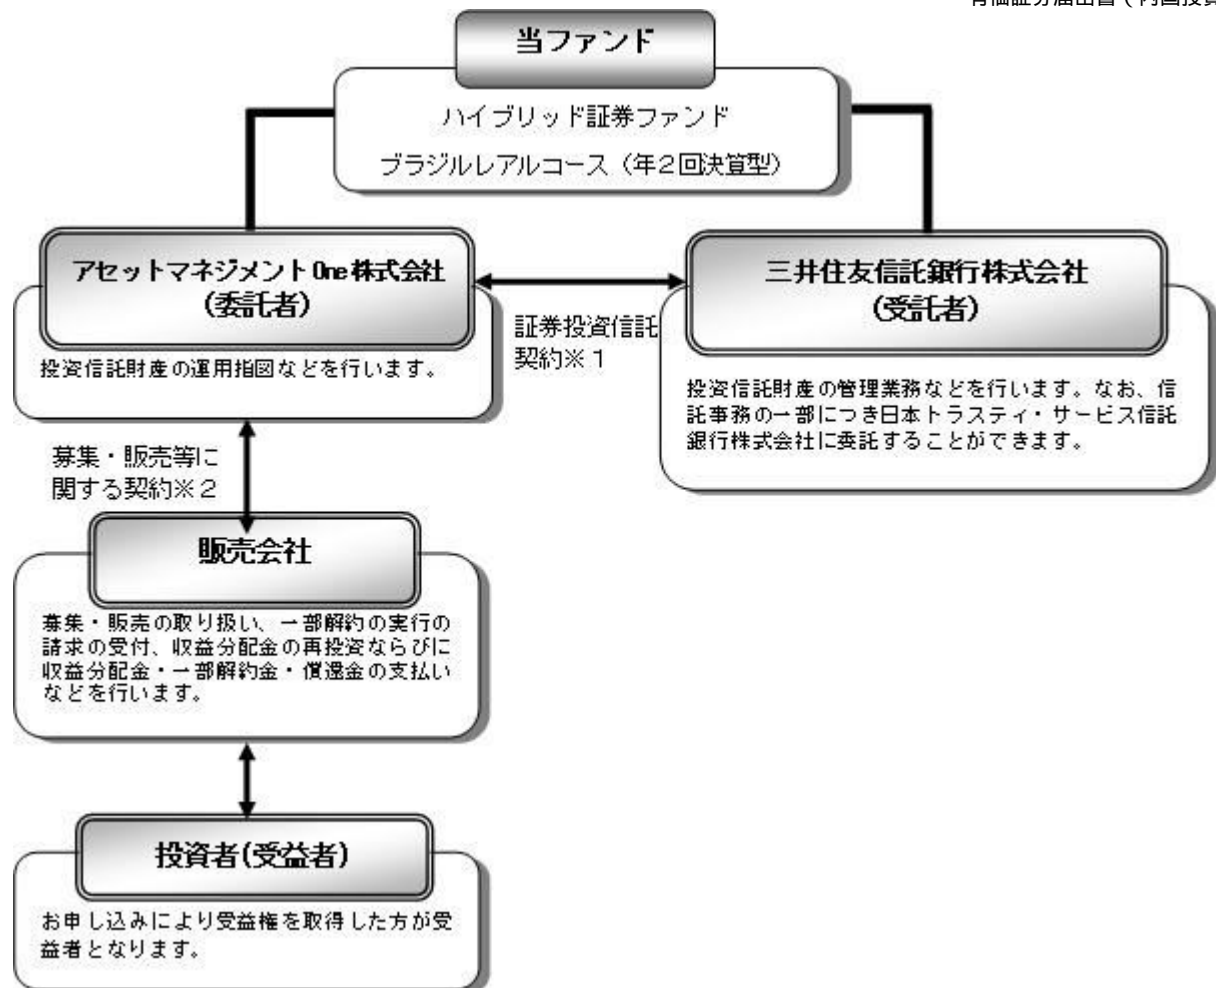 当ファンド
ハイブリッド証券ファンド
ブラジルレアルコース（年２回決算型）
アセットマネジメントOne株式会社
（委託者）
投資信託財産の運用指図などを行います。
三井住友信託銀行株式会社
（受託者）
投資信託財産の管理業務などを行います。なお、信
託事務の一部につき日本トラスティ・サービス信託
銀行株式会社に委託することができます。
証券投資信託
契約※１
募集・販売等に
関する契約※２
販売会社
募集・販売の取り扱い、一部解約の実行の
請求の受付、収益分配金の再投資ならびに
収益分配金・一部解約金・償還金の支払い
などを行います。
投資者(受益者)
お申し込みにより受益権を取得した方が受
益者となります。